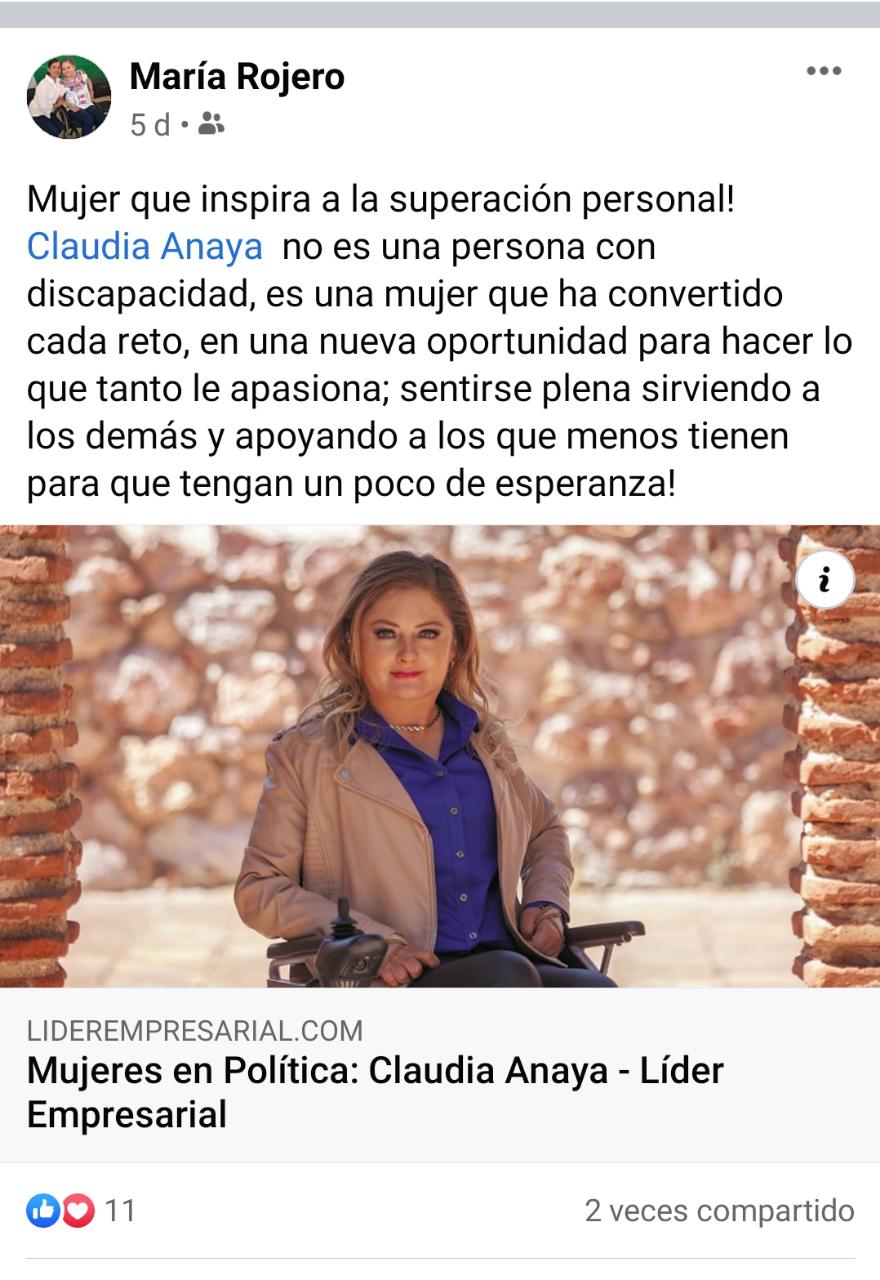 María Rojero
5 d •
Mujer que inspira a la superación personal!
Claudia Anaya no es una persona con
discapacidad, es una mujer que ha convertido
cada reto, en una nueva oportunidad para hacer lo
que tanto le apasiona; sentirse plena sirviendo a
los demás y apoyando a los que menos tienen
para que tengan un poco de esperanza!
i
LIDEREMPRESARIAL.COM
Mujeres en Política: Claudia Anaya - Líder
Empresarial
11 2 veces compartido